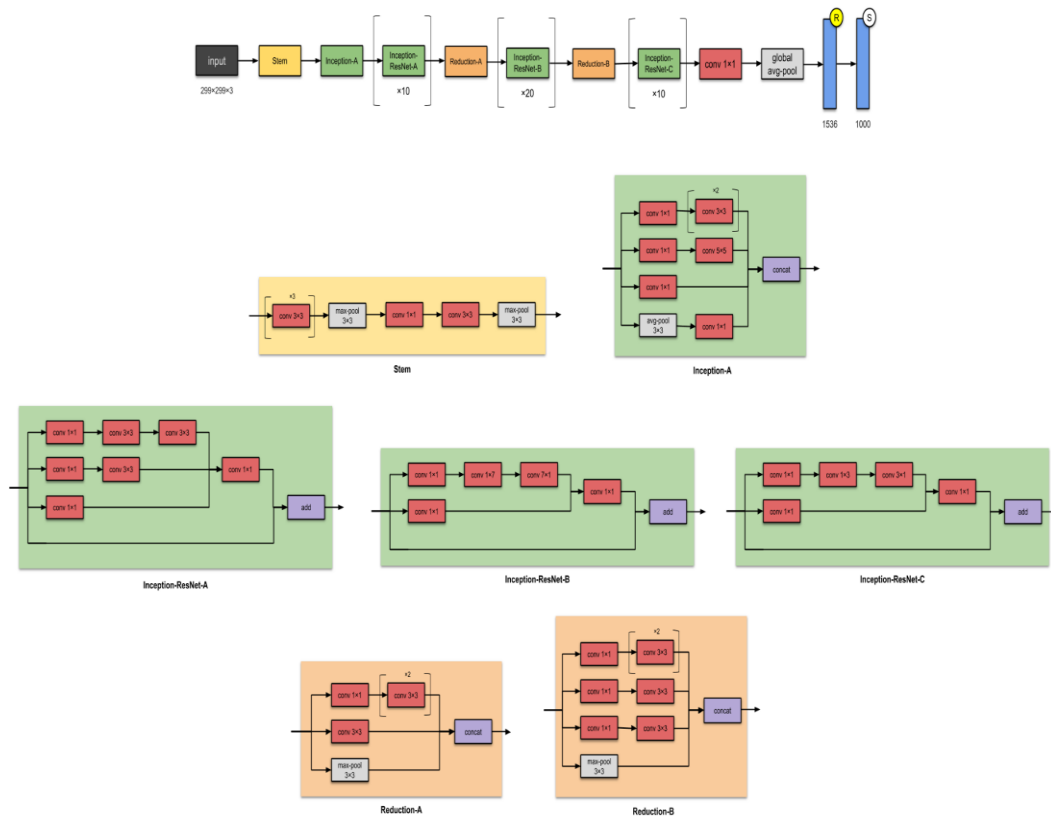 R
S
input
Stem
Inception-A
Inception-
ResNet-A
Reduction-A
Inception-
ResNet-B
Reduction-B
Inception-
ResNet-C
conv 1×1
global
avg-pool
299×299×3
×10
×20
×10
1536
1000
×2
conv 1×1
conv 3×3
conv 1×1
conv 5×5
concat
conv 1×1
avg-pool
3×3
conv 1×1
Inception-A
×3
conv 3×3
max-pool
3×3
conv 1×1
conv 3×3
max-pool
3×3
Stem
conv 1×1
conv 3×3
conv 3×3
conv 1×1
conv 3×3
conv 1×1
conv 1×1
add
Inception-ResNet-A
conv 1×1
conv 1×7
conv 7×1
conv 1×1
conv 1×1
add
Inception-ResNet-B
conv 1×1
conv 1×3
conv 3×1
conv 1×1
conv 1×1
add
Inception-ResNet-C
×2
conv 1×1
conv 3×3
conv 3×3
concat
max-pool
3×3
Reduction-A
×2
conv 1×1
conv 3×3
conv 1×1
conv 3×3
concat
conv 1×1
conv 3×3
max-pool
3×3
Reduction-B